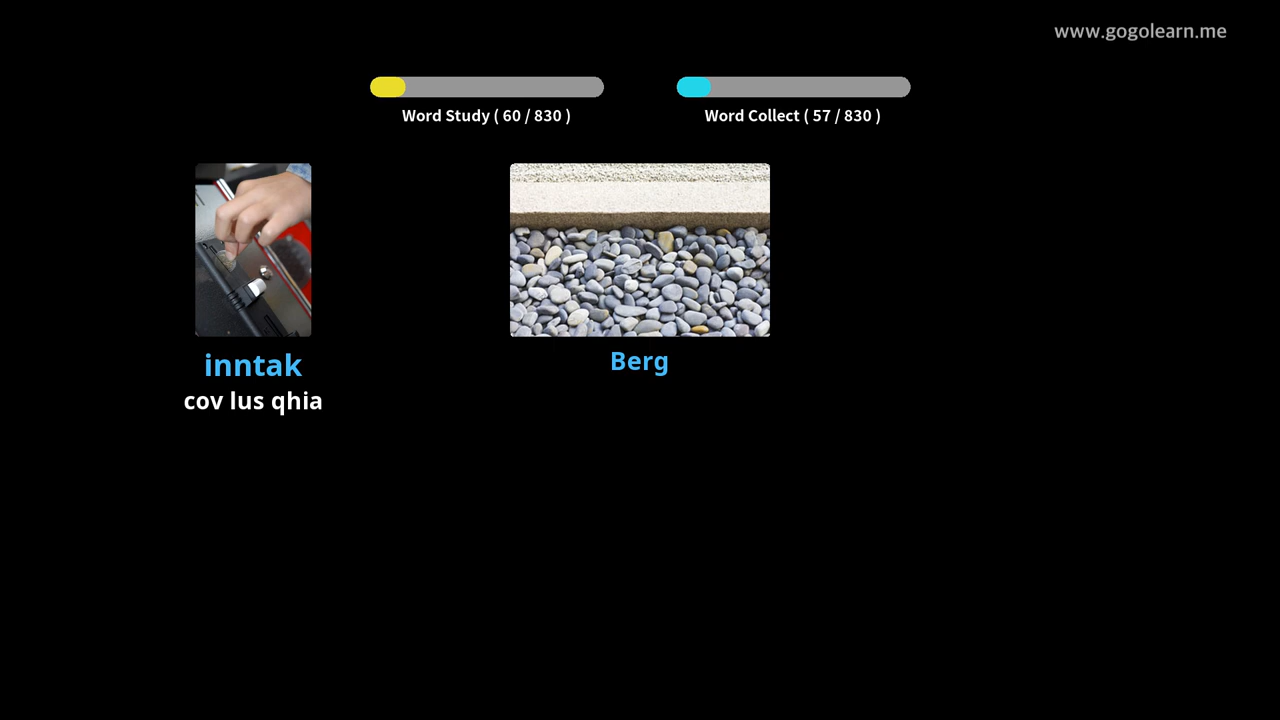 www.gogolearn.me
Word Study ( 60 / 830 )
Word Collect ( 57 / 830 )
inntak
cov lus qhia
Berg